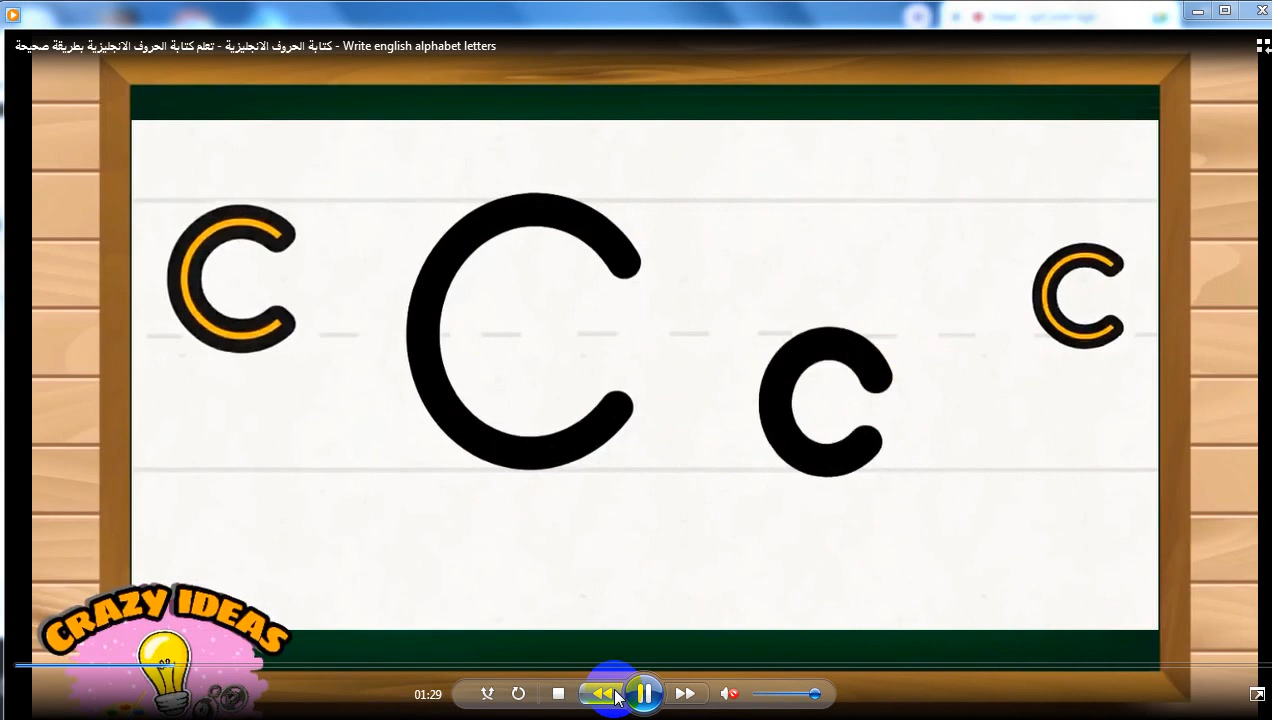 كتابة الحروف الانجليزية - تعلم كتابة الحروف الانجليزية بطريقة صحيحة - Write english alphabet letters
C C c c
CRAZY IDEAS
01:29